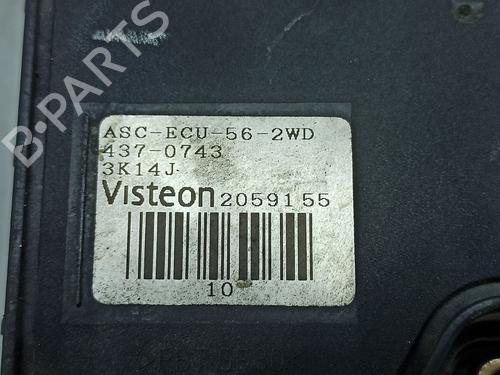 B-PARTS
ASC-ECU-56-2WD
437-0743
3K14J
Visteon 2059155
10